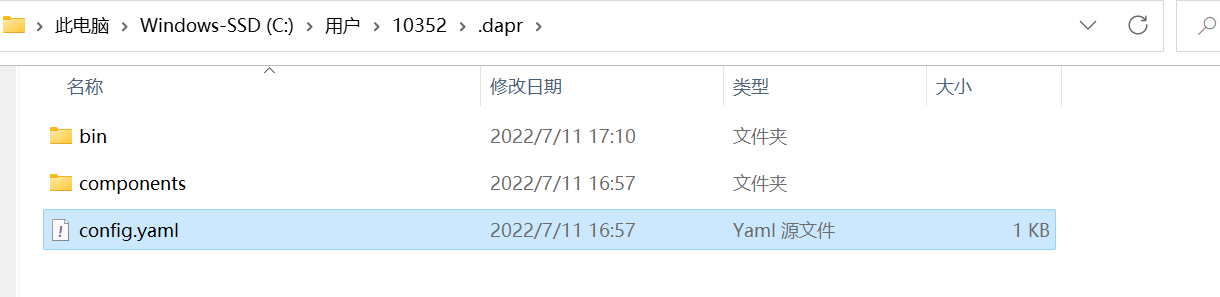 此电脑 > Windows-SSD (C:) > 用户 > 10352 > .dapr >
名称 修改日期 类型 大小
bin 2022/7/11 17:10 文件夹
components 2022/7/11 16:57 文件夹
config.yaml 2022/7/11 16:57 Yaml 源文件 1 KB